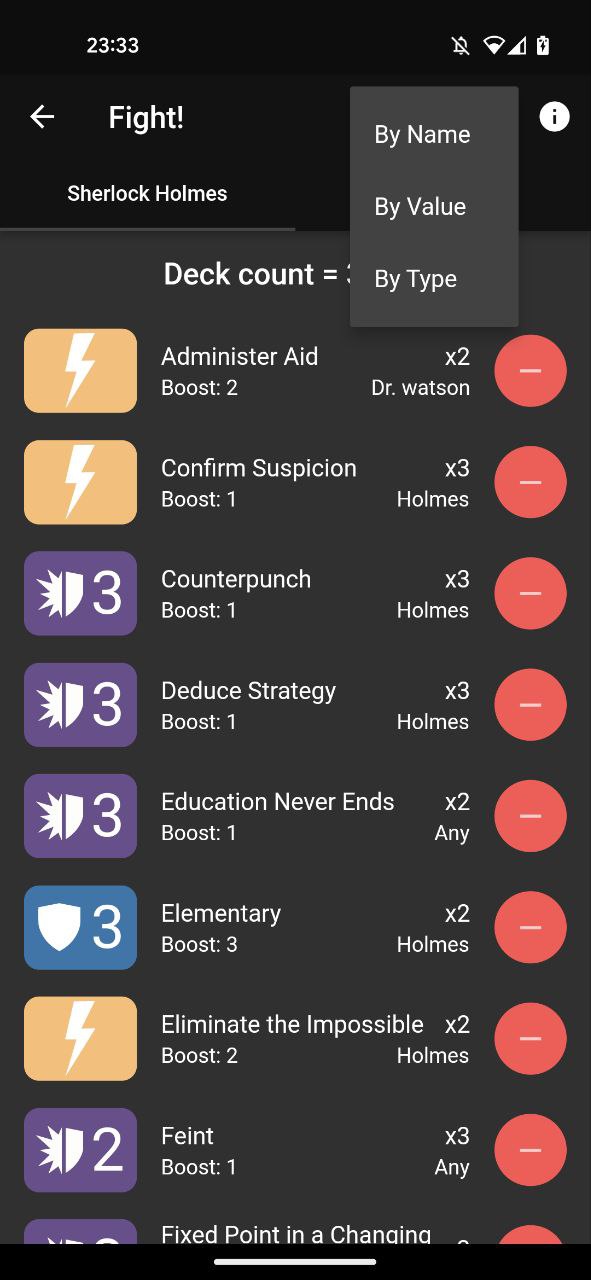 23:33
Fight!
By Name
Sherlock Holmes
By Value
Deck count =
By Type
Administer Aid x2
Boost: 2 Dr. watson
Confirm Suspicion x3
Boost: 1 Holmes
3 Counterpunch x3
Boost: 1 Holmes
3 Deduce Strategy x3
Boost: 1 Holmes
3 Education Never Ends x2
Boost: 1 Any
3 Elementary x2
Boost: 3 Holmes
Eliminate the Impossible x2
Boost: 2 Holmes
2 Feint x3
Boost: 1 Any
Fixed Point in a Changing